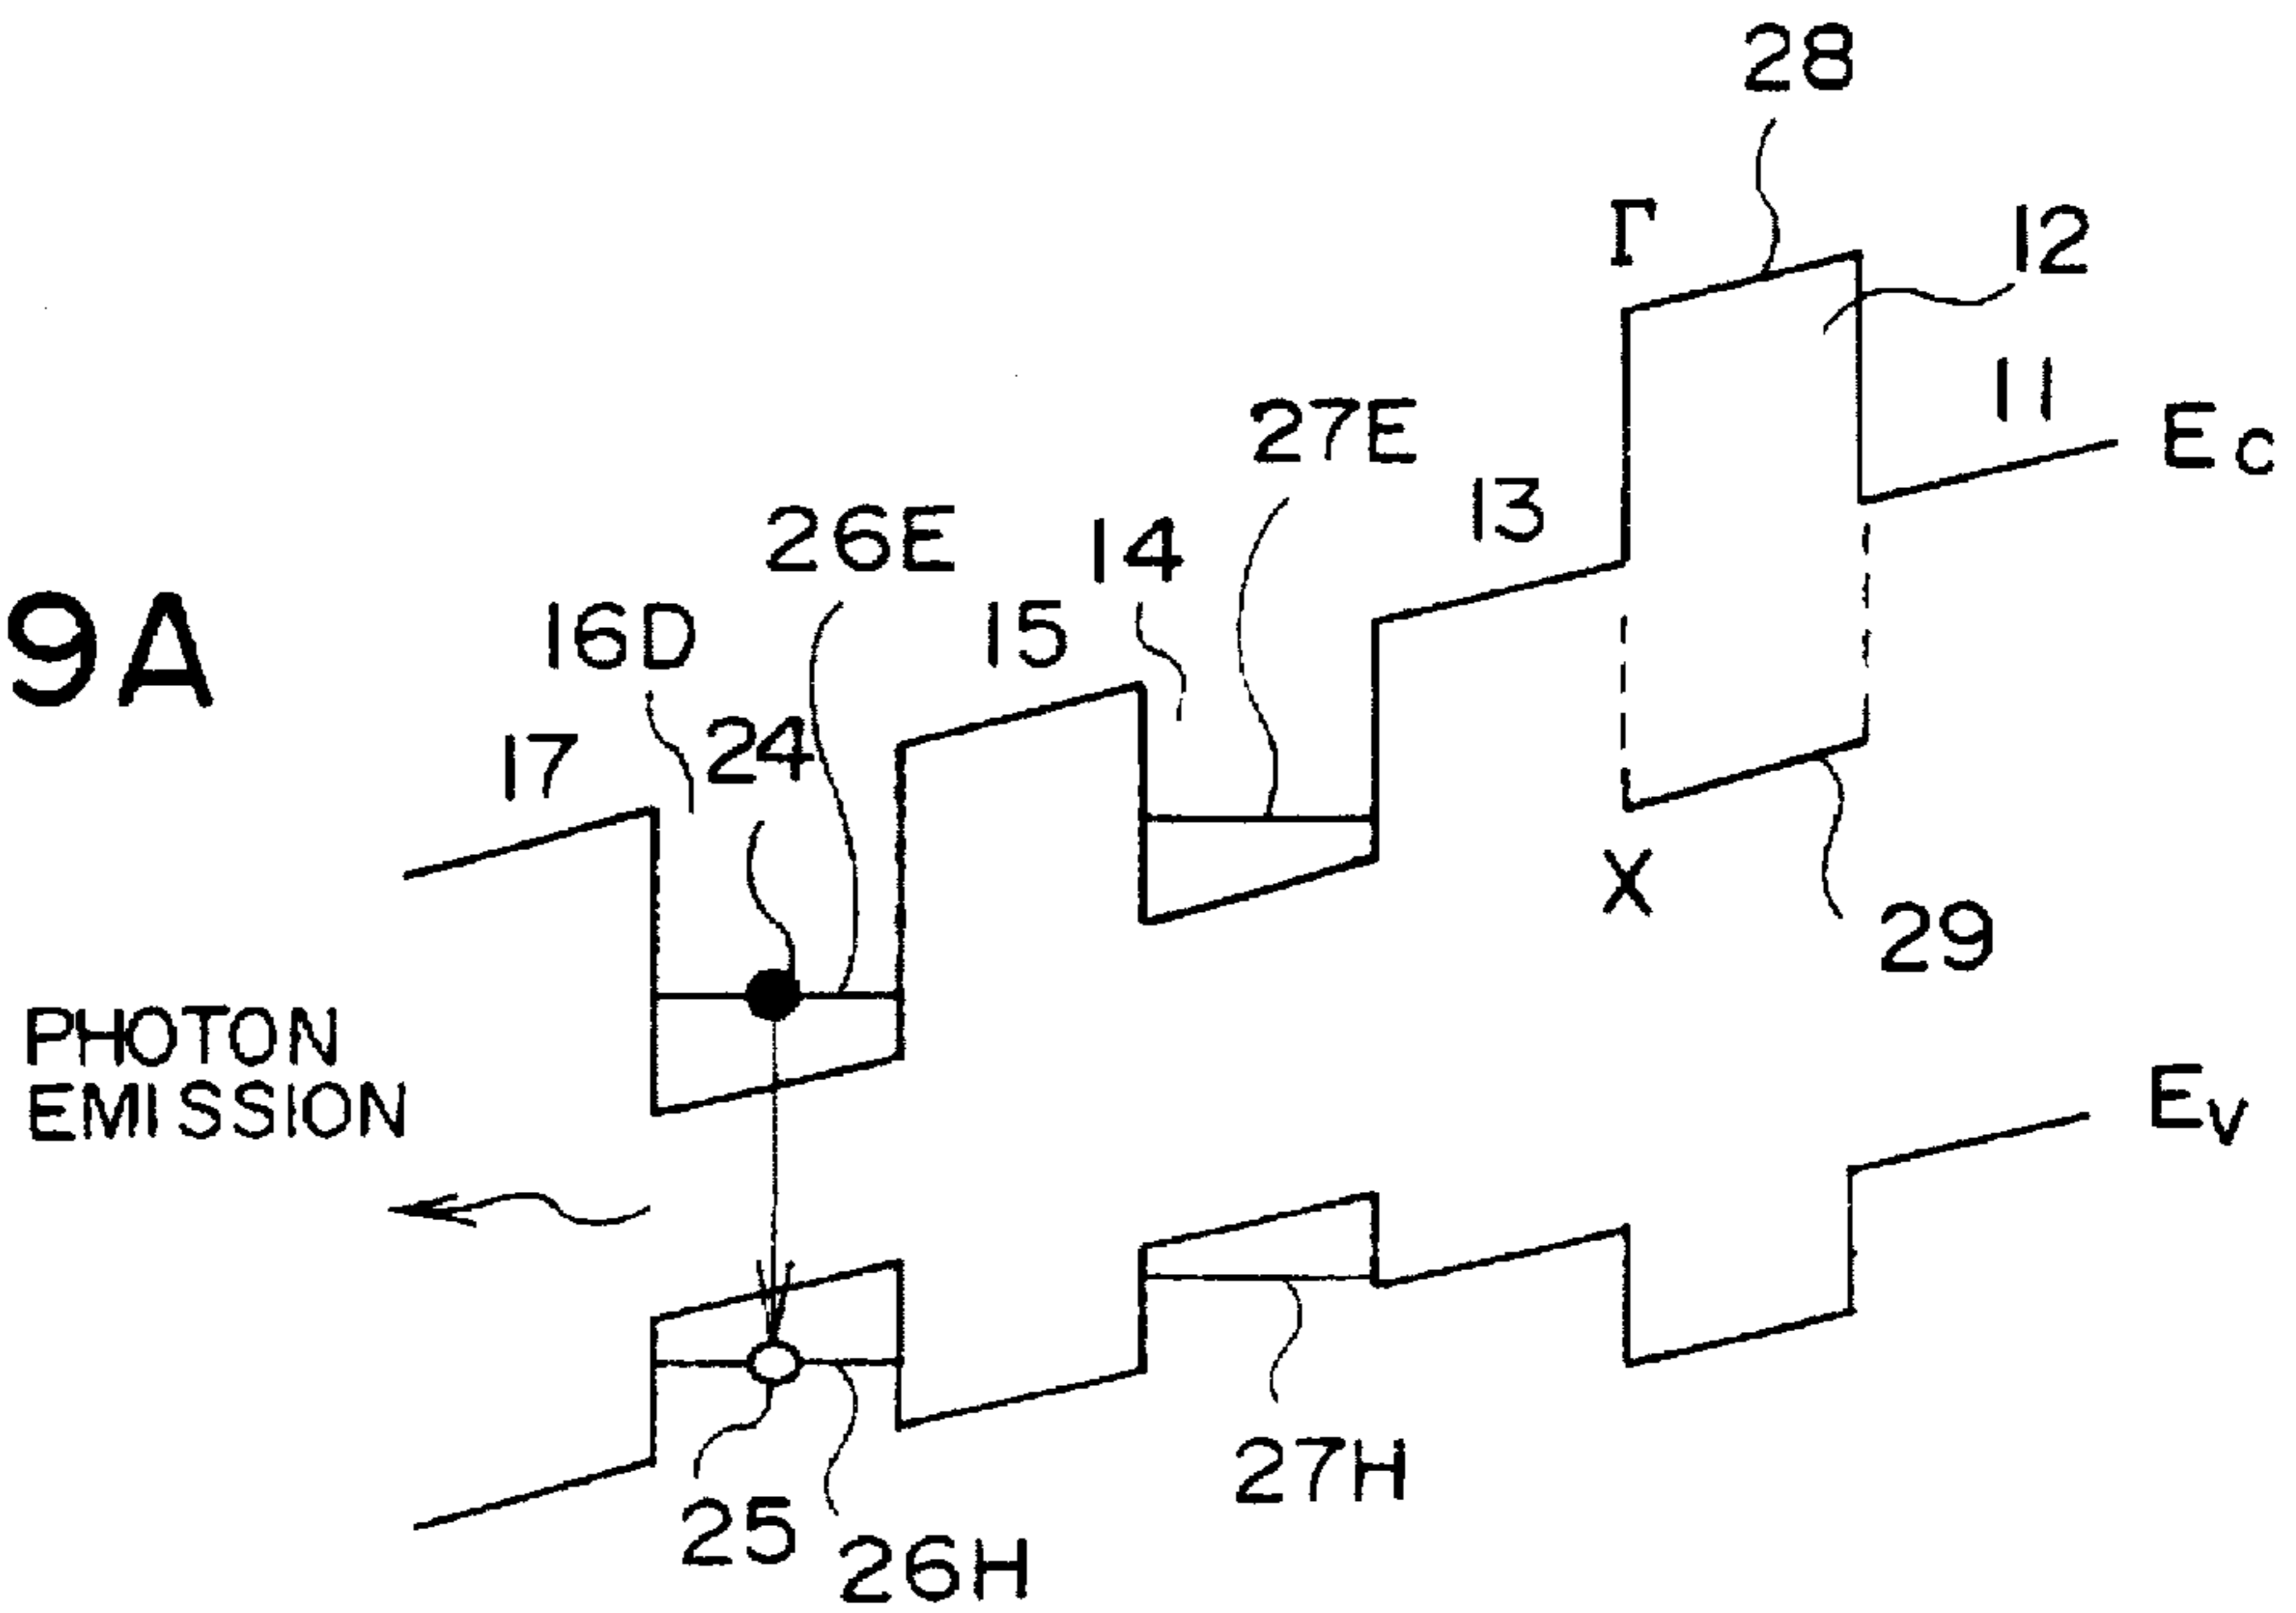 28
Γ
12
11
Ec
27E
13
26E
14
16D
15
9A
24
17
X
29
PHOTON
EMISSION
Ev
27H
25
26H